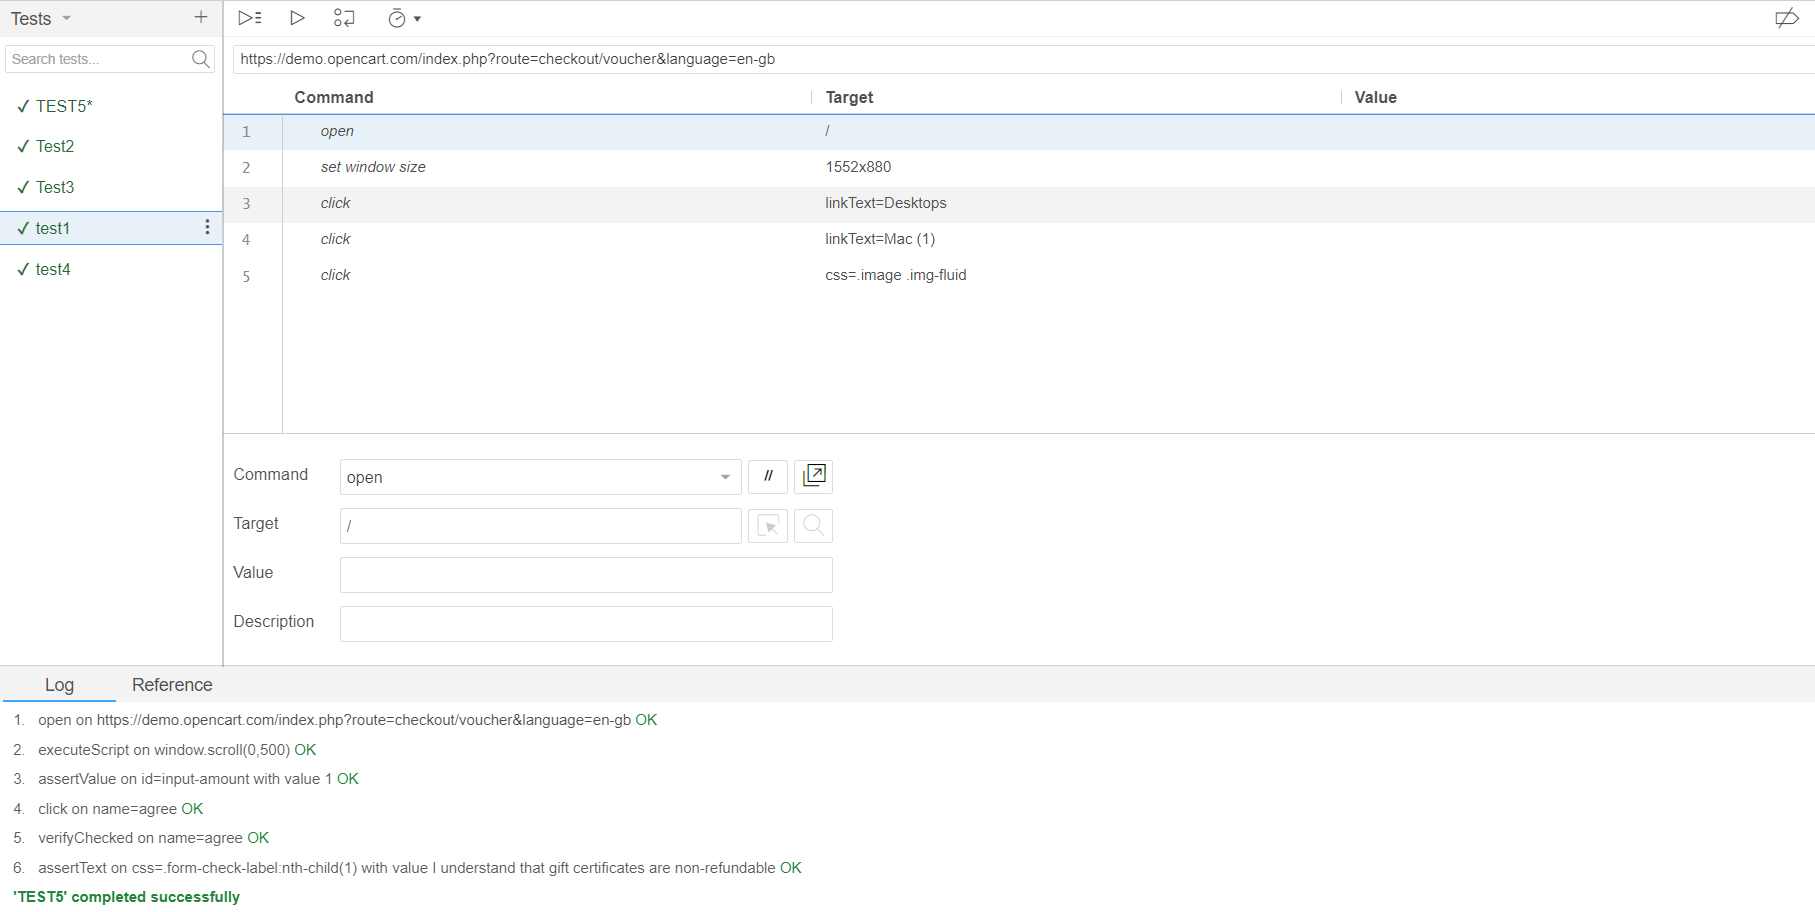 Tests
Search tests...
✓ TEST5*
✓ Test2
✓ Test3
✓ test1
✓ test4
https://demo.opencart.com/index.php?route=checkout/voucher&language=en-gb
Command Target Value
1 open /
2 set window size 1552x880
3 click linkText=Desktops
4 click linkText=Mac (1)
5 click css=.image .img-fluid
Command open //
Target /
Value
Description
Log Reference
1. open on https://demo.opencart.com/index.php?route=checkout/voucher&language=en-gb OK
2. executeScript on window.scroll(0,500) OK
3. assertValue on id=input-amount with value 1 OK
4. click on name=agree OK
5. verifyChecked on name=agree OK
6. assertText on css=.form-check-label:nth-child(1) with value I understand that gift certificates are non-refundable OK
'TEST5' completed successfully